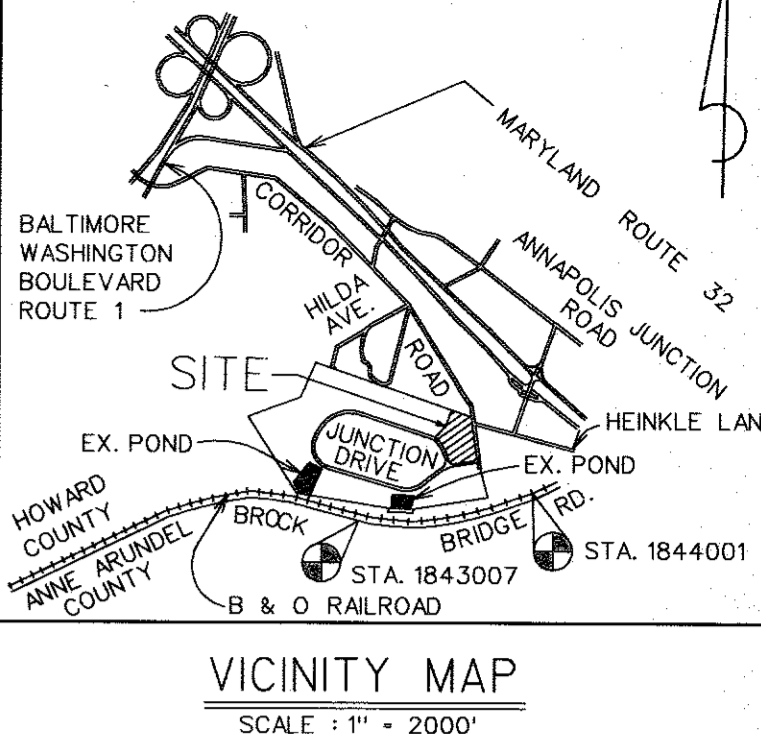 MARYLAND ROUTE 32
BALTIMORE
WASHINGTON
BOULEVARD
ROUTE 1
CORRIDOR
ROAD
HILDA
AVE.
ANNAPOLIS JUNCTION
ROAD
SITE
HEINKLE LAN
JUNCTION
DRIVE
EX. POND
EX. POND
HOWARD
COUNTY
ANNE ARUNDEL
COUNTY
BROCK BRIDGE RD.
STA. 1843007
STA. 1844001
B & O RAILROAD
VICINITY MAP
SCALE : 1" = 2000'